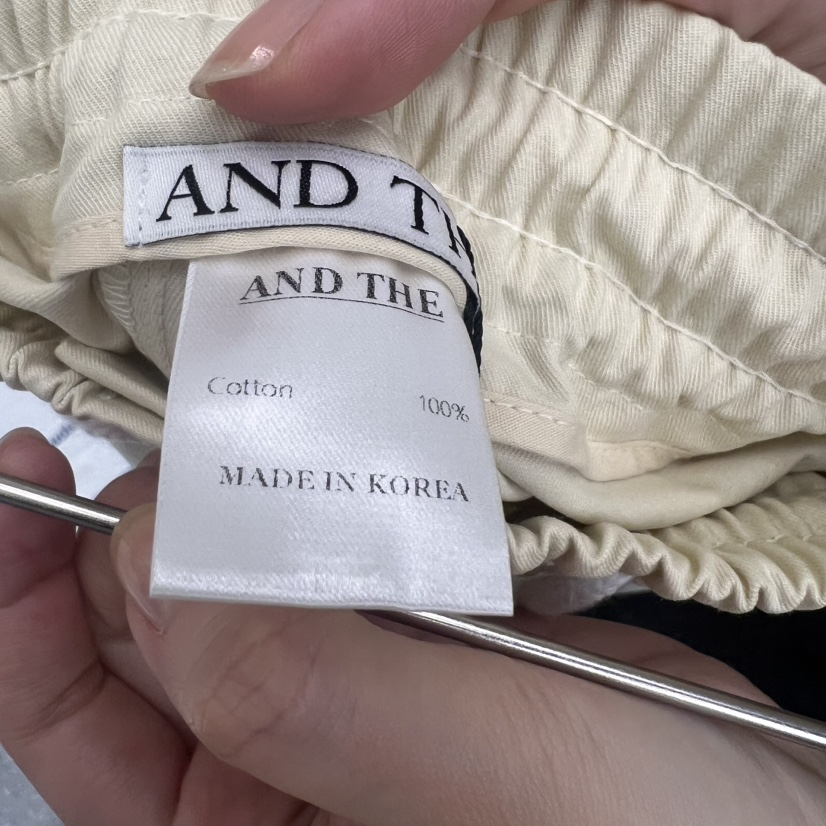 AND TH
AND THE
Cotton 100%
MADE IN KOREA